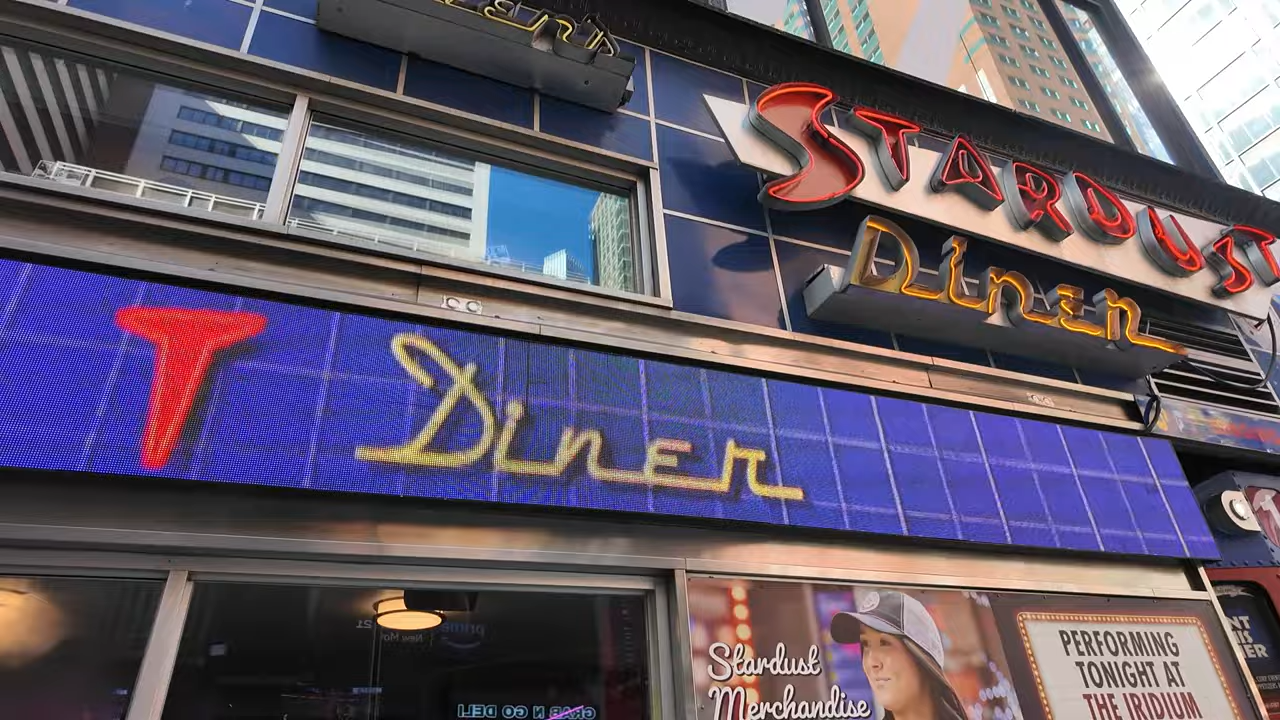 STARDUST
Diner
T Diner
Stardust
Merchandise
PERFORMING
TONIGHT AT
THE IRIDIUM
GRAB N GO DELI